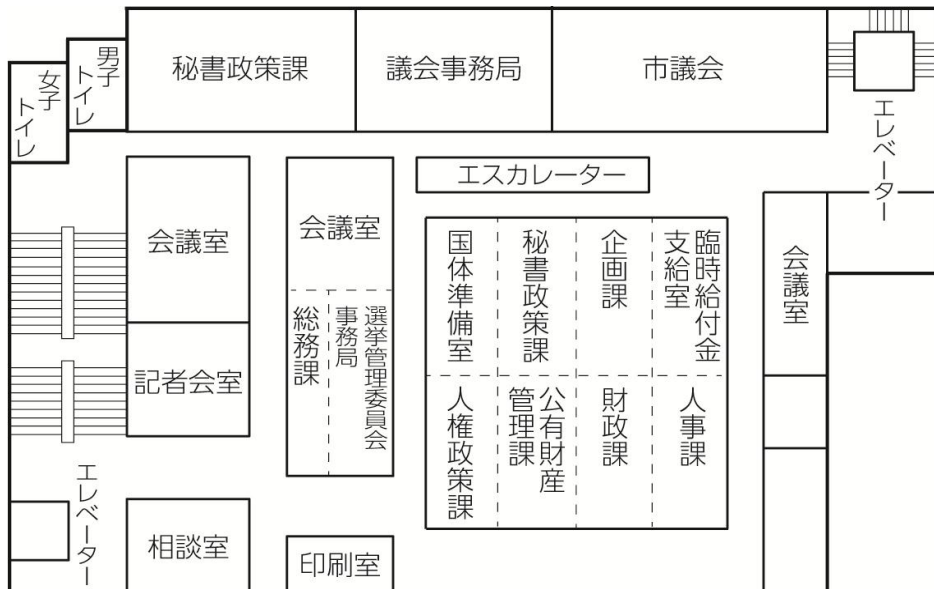 女子
トイレ
男子
トイレ
秘書政策課
議会事務局
市議会
エレベーター
エスカレーター
会議室
会議室
国体準備室
秘書政策課
企画課
臨時給付金
支給室
会議室
総務課
選挙管理委員会
事務局
記者会室
人権政策課
公有財産
管理課
財政課
人事課
エレベーター
相談室
印刷室